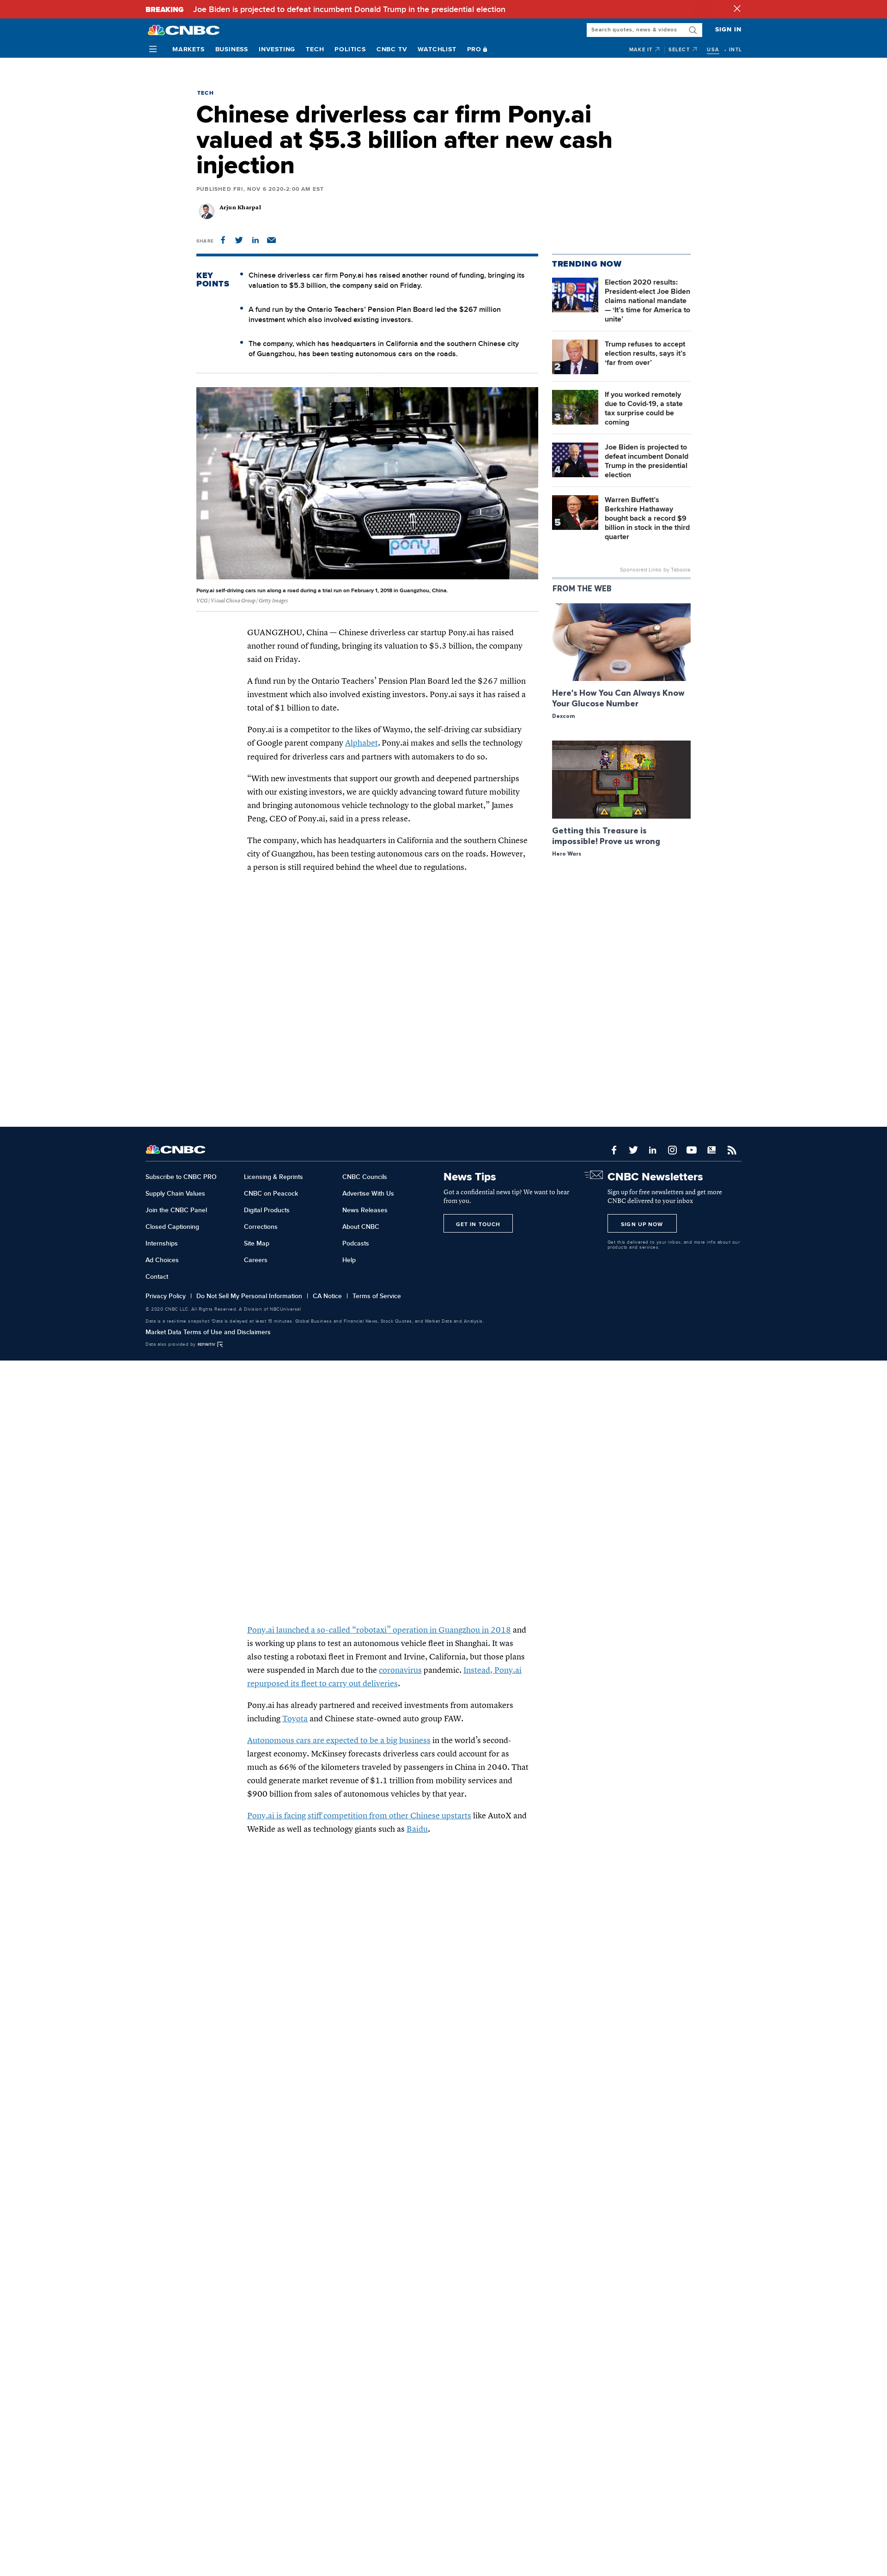 BREAKING Joe Biden is projected to defeat incumbent Donald Trump in the presidential election
CNBC
Search quotes, news & videos
SIGN IN
MARKETS BUSINESS INVESTING TECH POLITICS CNBC TV WATCHLIST PRO
MAKE IT SELECT USA INTL
TECH
Chinese driverless car firm Pony.ai
valued at $5.3 billion after new cash
injection
PUBLISHED FRI, NOV 6 2020•2:00 AM EST
Arjun Kharpal
SHARE
KEY
POINTS
Chinese driverless car firm Pony.ai has raised another round of funding, bringing its
valuation to $5.3 billion, the company said on Friday.
A fund run by the Ontario Teachers' Pension Plan Board led the $267 million
investment which also involved existing investors.
The company, which has headquarters in California and the southern Chinese city
of Guangzhou, has been testing autonomous cars on the roads.
pony.ai
Pony.ai self-driving cars run along a road during a trial run on February 1, 2018 in Guangzhou, China.
VCG | Visual China Group | Getty Images
GUANGZHOU, China — Chinese driverless car startup Pony.ai has raised
another round of funding, bringing its valuation to $5.3 billion, the company
said on Friday.
A fund run by the Ontario Teachers' Pension Plan Board led the $267 million
investment which also involved existing investors. Pony.ai says it has raised a
total of $1 billion to date.
Pony.ai is a competitor to the likes of Waymo, the self-driving car subsidiary
of Google parent company Alphabet. Pony.ai makes and sells the technology
required for driverless cars and partners with automakers to do so.
“With new investments that support our growth and deepened partnerships
with our existing investors, we are quickly advancing toward future mobility
and bringing autonomous vehicle technology to the global market,” James
Peng, CEO of Pony.ai, said in a press release.
The company, which has headquarters in California and the southern Chinese
city of Guangzhou, has been testing autonomous cars on the roads. However,
a person is still required behind the wheel due to regulations.
TRENDING NOW
1
Election 2020 results:
President-elect Joe Biden
claims national mandate
— ‘It’s time for America to
unite’
2
Trump refuses to accept
election results, says it’s
‘far from over’
3
If you worked remotely
due to Covid-19, a state
tax surprise could be
coming
4
Joe Biden is projected to
defeat incumbent Donald
Trump in the presidential
election
5
Warren Buffett’s
Berkshire Hathaway
bought back a record $9
billion in stock in the third
quarter
Sponsored Links by Taboola
FROM THE WEB
Here's How You Can Always Know
Your Glucose Number
Dexcom
Getting this Treasure is
impossible! Prove us wrong
Hero Wars
CNBC
Subscribe to CNBC PRO
Supply Chain Values
Join the CNBC Panel
Closed Captioning
Internships
Ad Choices
Contact
Licensing & Reprints
CNBC on Peacock
Digital Products
Corrections
Site Map
Careers
CNBC Councils
Advertise With Us
News Releases
About CNBC
Podcasts
Help
News Tips
Got a confidential news tip? We want to hear
from you.
GET IN TOUCH
CNBC Newsletters
Sign up for free newsletters and get more
CNBC delivered to your inbox
SIGN UP NOW
Get this delivered to your inbox, and more info about our
products and services.
Privacy Policy | Do Not Sell My Personal Information | CA Notice | Terms of Service
© 2020 CNBC LLC. All Rights Reserved. A Division of NBCUniversal
Data is a real-time snapshot *Data is delayed at least 15 minutes. Global Business and Financial News, Stock Quotes, and Market Data and Analysis.
Market Data Terms of Use and Disclaimers
Data also provided by REFINITIV
Pony.ai launched a so-called “robotaxi” operation in Guangzhou in 2018 and
is working up plans to test an autonomous vehicle fleet in Shanghai. It was
also testing a robotaxi fleet in Fremont and Irvine, California, but those plans
were suspended in March due to the coronavirus pandemic. Instead, Pony.ai
repurposed its fleet to carry out deliveries.
Pony.ai has already partnered and received investments from automakers
including Toyota and Chinese state-owned auto group FAW.
Autonomous cars are expected to be a big business in the world’s second-
largest economy. McKinsey forecasts driverless cars could account for as
much as 66% of the kilometers traveled by passengers in China in 2040. That
could generate market revenue of $1.1 trillion from mobility services and
$900 billion from sales of autonomous vehicles by that year.
Pony.ai is facing stiff competition from other Chinese upstarts like AutoX and
WeRide as well as technology giants such as Baidu.